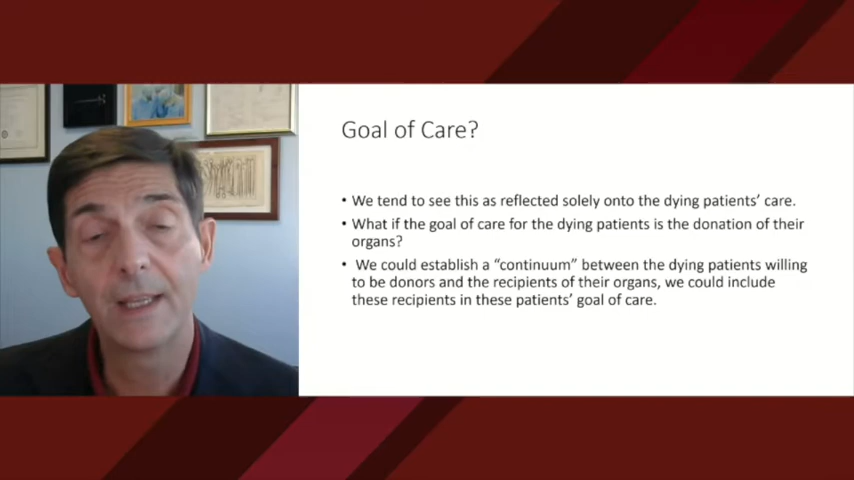 Goal of Care?
• We tend to see this as reflected solely onto the dying patients’ care.
• What if the goal of care for the dying patients is the donation of their
organs?
• We could establish a “continuum” between the dying patients willing
to be donors and the recipients of their organs, we could include
these recipients in these patients’ goal of care.